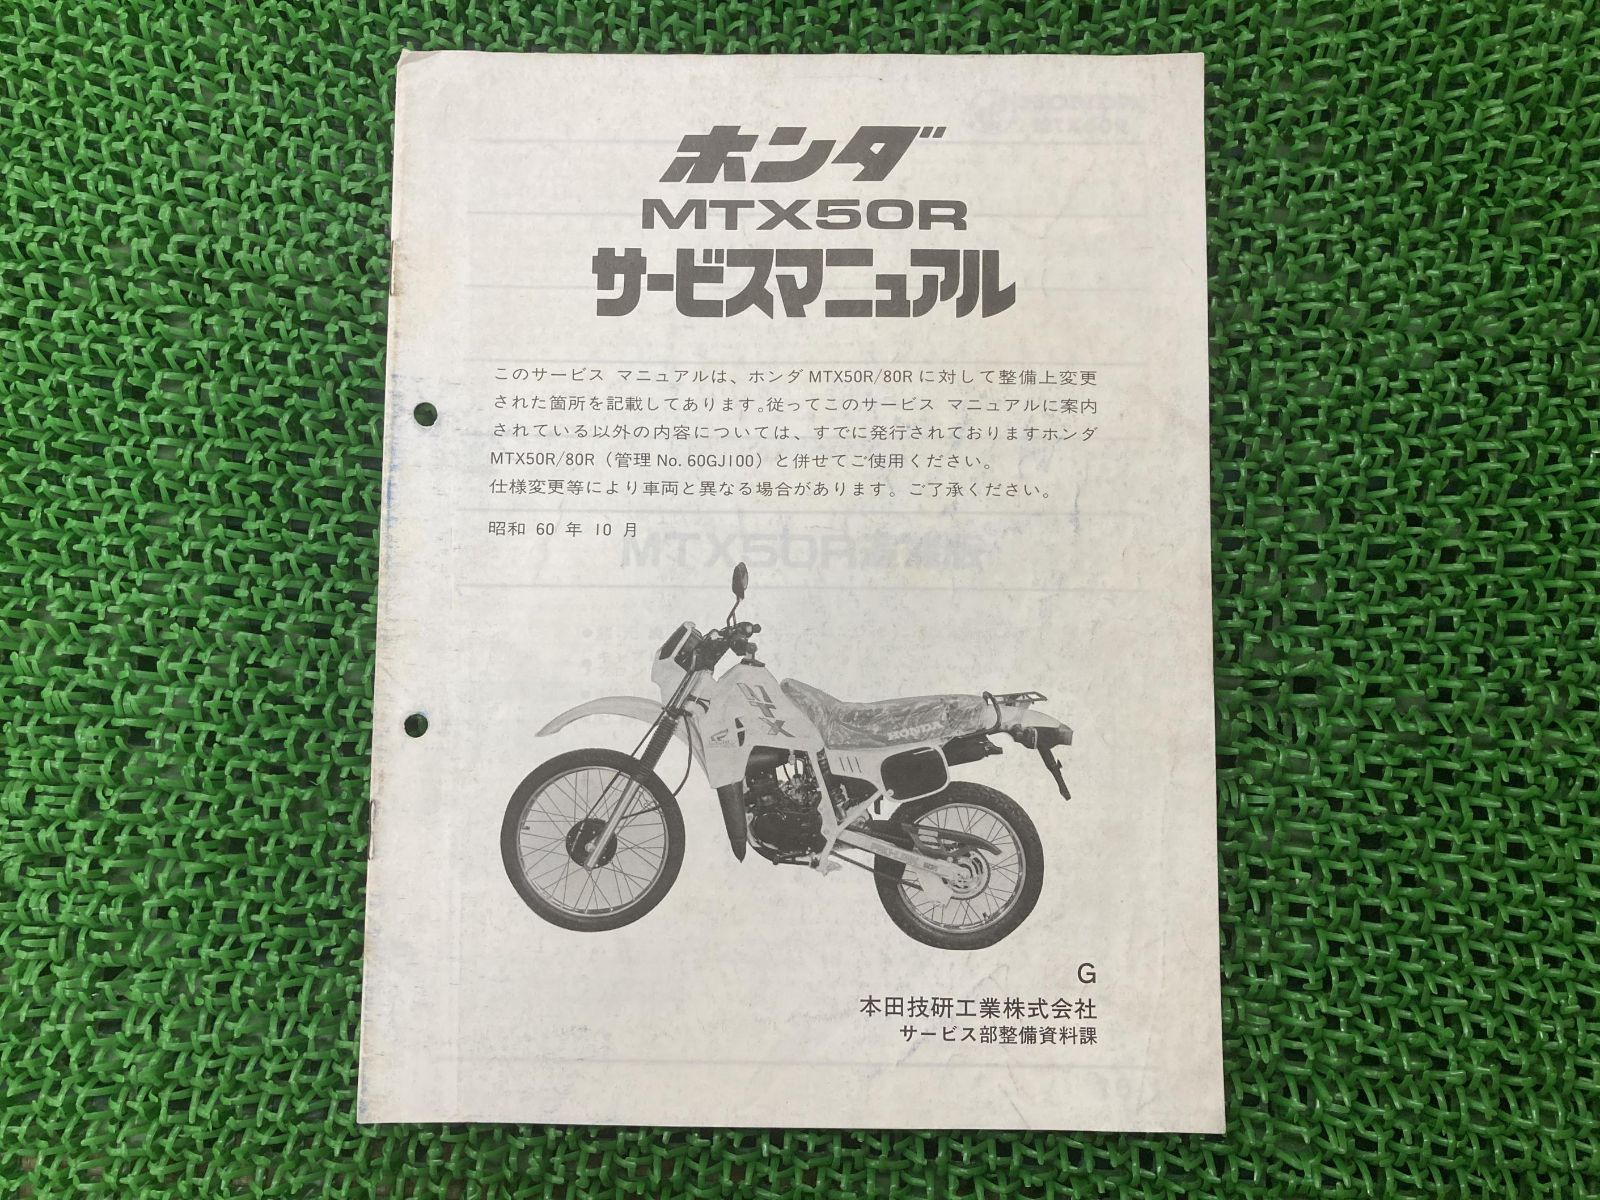 ホンダ
MTX50R
サービスマニュアル
このサービス マニュアルは、ホンダ MTX50R/80R に対して整備上変更
された箇所を記載してあります。従ってこのサービス マニュアルに案内
されている以外の内容については、すでに発行されておりますホンダ
MTX50R/80R（管理 No. 60GJ100）と併せてご使用ください。
仕様変更等により車両と異なる場合があります。ご了承ください。
昭和 60 年 10 月
MTX
HONDA
G
本田技研工業株式会社
サービス部整備資料課